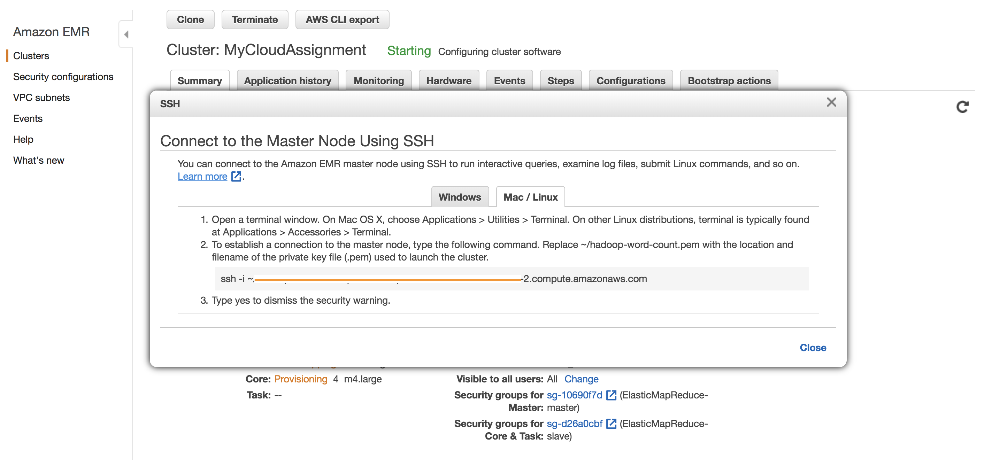 Clone Terminate AWS CLI export
Amazon EMR
Clusters
Security configurations
VPC subnets
Events
Help
What's new
Cluster: MyCloudAssignment Starting Configuring cluster software
Summary Application history Monitoring Hardware Events Steps Configurations Bootstrap actions
SSH
Connect to the Master Node Using SSH
You can connect to the Amazon EMR master node using SSH to run interactive queries, examine log files, submit Linux commands, and so on.
Learn more .
Windows Mac / Linux
1. Open a terminal window. On Mac OS X, choose Applications > Utilities > Terminal. On other Linux distributions, terminal is typically found
at Applications > Accessories > Terminal.
2. To establish a connection to the master node, type the following command. Replace ~/hadoop-word-count.pem with the location and
filename of the private key file (.pem) used to launch the cluster.
ssh -i ~/ -2.compute.amazonaws.com
3. Type yes to dismiss the security warning.
Close
Core: Provisioning 4 m4.large
Task: --
Visible to all users: All Change
Security groups for sg-10690f7d (ElasticMapReduce-
Master: master)
Security groups for sg-d26a0cbf (ElasticMapReduce-
Core & Task: slave)